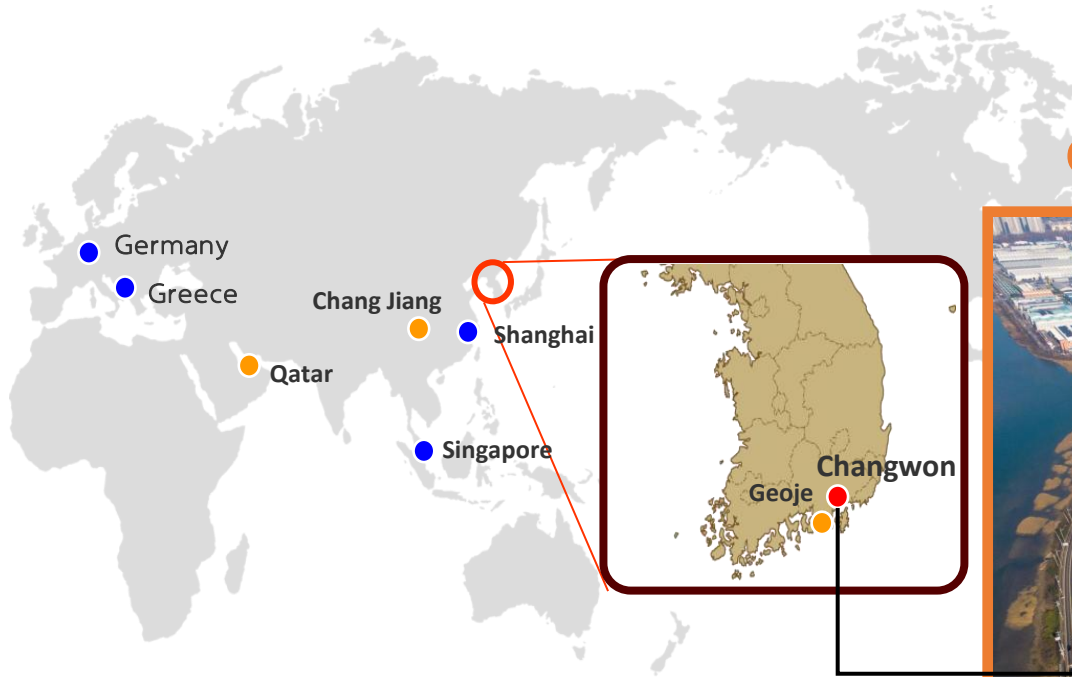 Germany
Greece
Chang Jiang
Shanghai
Qatar
Singapore
Changwon
Geoje